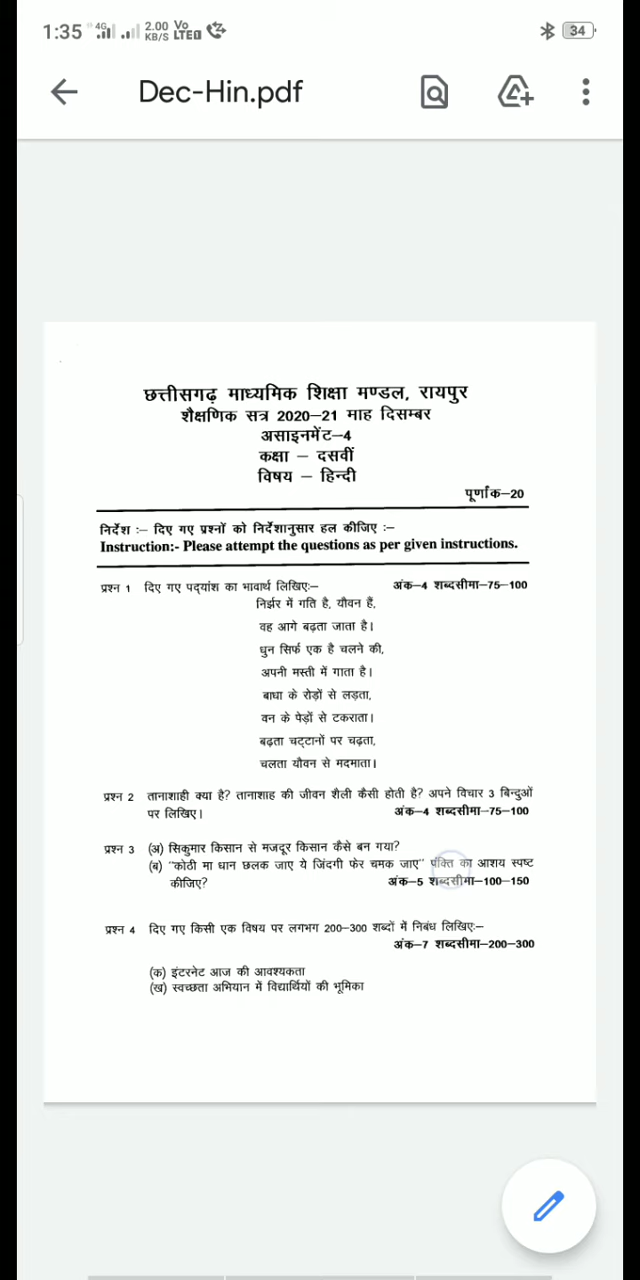 1:35 4G 2.00 KB/S Vo LTE 34
Dec-Hin.pdf
छत्तीसगढ़ माध्यमिक शिक्षा मण्डल, रायपुर
शैक्षणिक सत्र 2020–21 माह दिसम्बर
असाइनमेंट–4
कक्षा – दसवीं
विषय – हिन्दी
पूर्णांक–20
निर्देश :– दिए गए प्रश्नों को निर्देशानुसार हल कीजिए :–
Instruction:- Please attempt the questions as per given instructions.
प्रश्न 1 दिए गए पद्यांश का भावार्थ लिखिए:– अंक–4 शब्दसीमा–75–100
निर्झर में गति है, यौवन हैं,
वह आगे बढ़ता जाता है।
धुन सिर्फ एक है चलने की,
अपनी मस्ती में गाता है।
बाधा के रोड़ों से लड़ता,
वन के पेड़ों से टकराता।
बढ़ता चट्टानों पर चढ़ता,
चलता यौवन से मदमाता।
प्रश्न 2 तानाशाही क्या है? तानाशाह की जीवन शैली कैसी होती है? अपने विचार 3 बिन्दुओं
पर लिखिए। अंक–4 शब्दसीमा–75–100
प्रश्न 3 (अ) सिकुमार किसान से मजदूर किसान कैसे बन गया?
(ब) "कोठी मा धान छलक जाए ये जिंदगी फेर चमक जाए" पंक्ति का आशय स्पष्ट
कीजिए? अंक–5 शब्दसीमा–100–150
प्रश्न 4 दिए गए किसी एक विषय पर लगभग 200–300 शब्दों में निबंध लिखिए:–
अंक–7 शब्दसीमा–200–300
(क) इंटरनेट आज की आवश्यकता
(ख) स्वच्छता अभियान में विद्यार्थियों की भूमिका